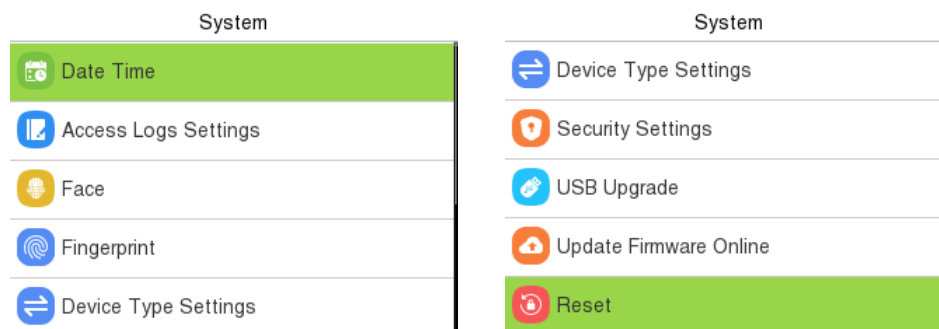 System
Date Time
Access Logs Settings
Face
Fingerprint
Device Type Settings
System
Device Type Settings
Security Settings
USB Upgrade
Update Firmware Online
Reset